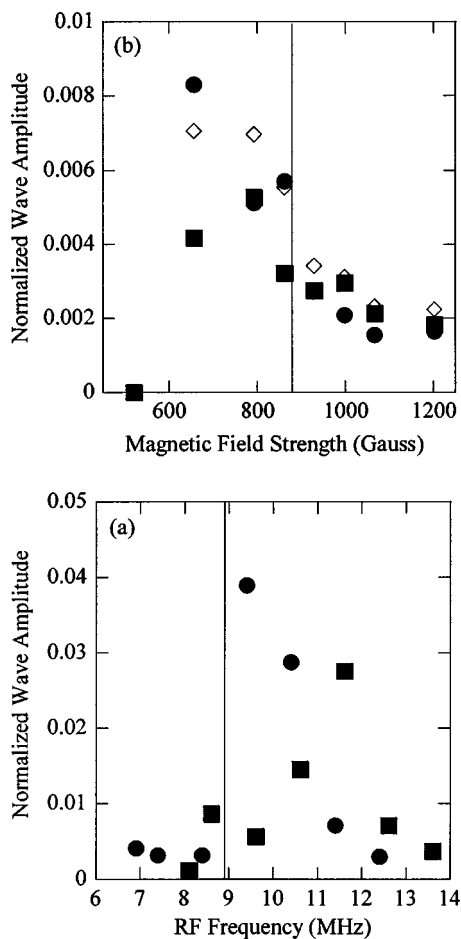 0.01
(b)
0.008
0.006
0.004
0.002
0
Normalized Wave Amplitude
600 800 1000 1200
Magnetic Field Strength (Gauss)
0.05
(a)
0.04
0.03
0.02
0.01
0
Normalized Wave Amplitude
6 7 8 9 10 11 12 13 14
RF Frequency (MHz)